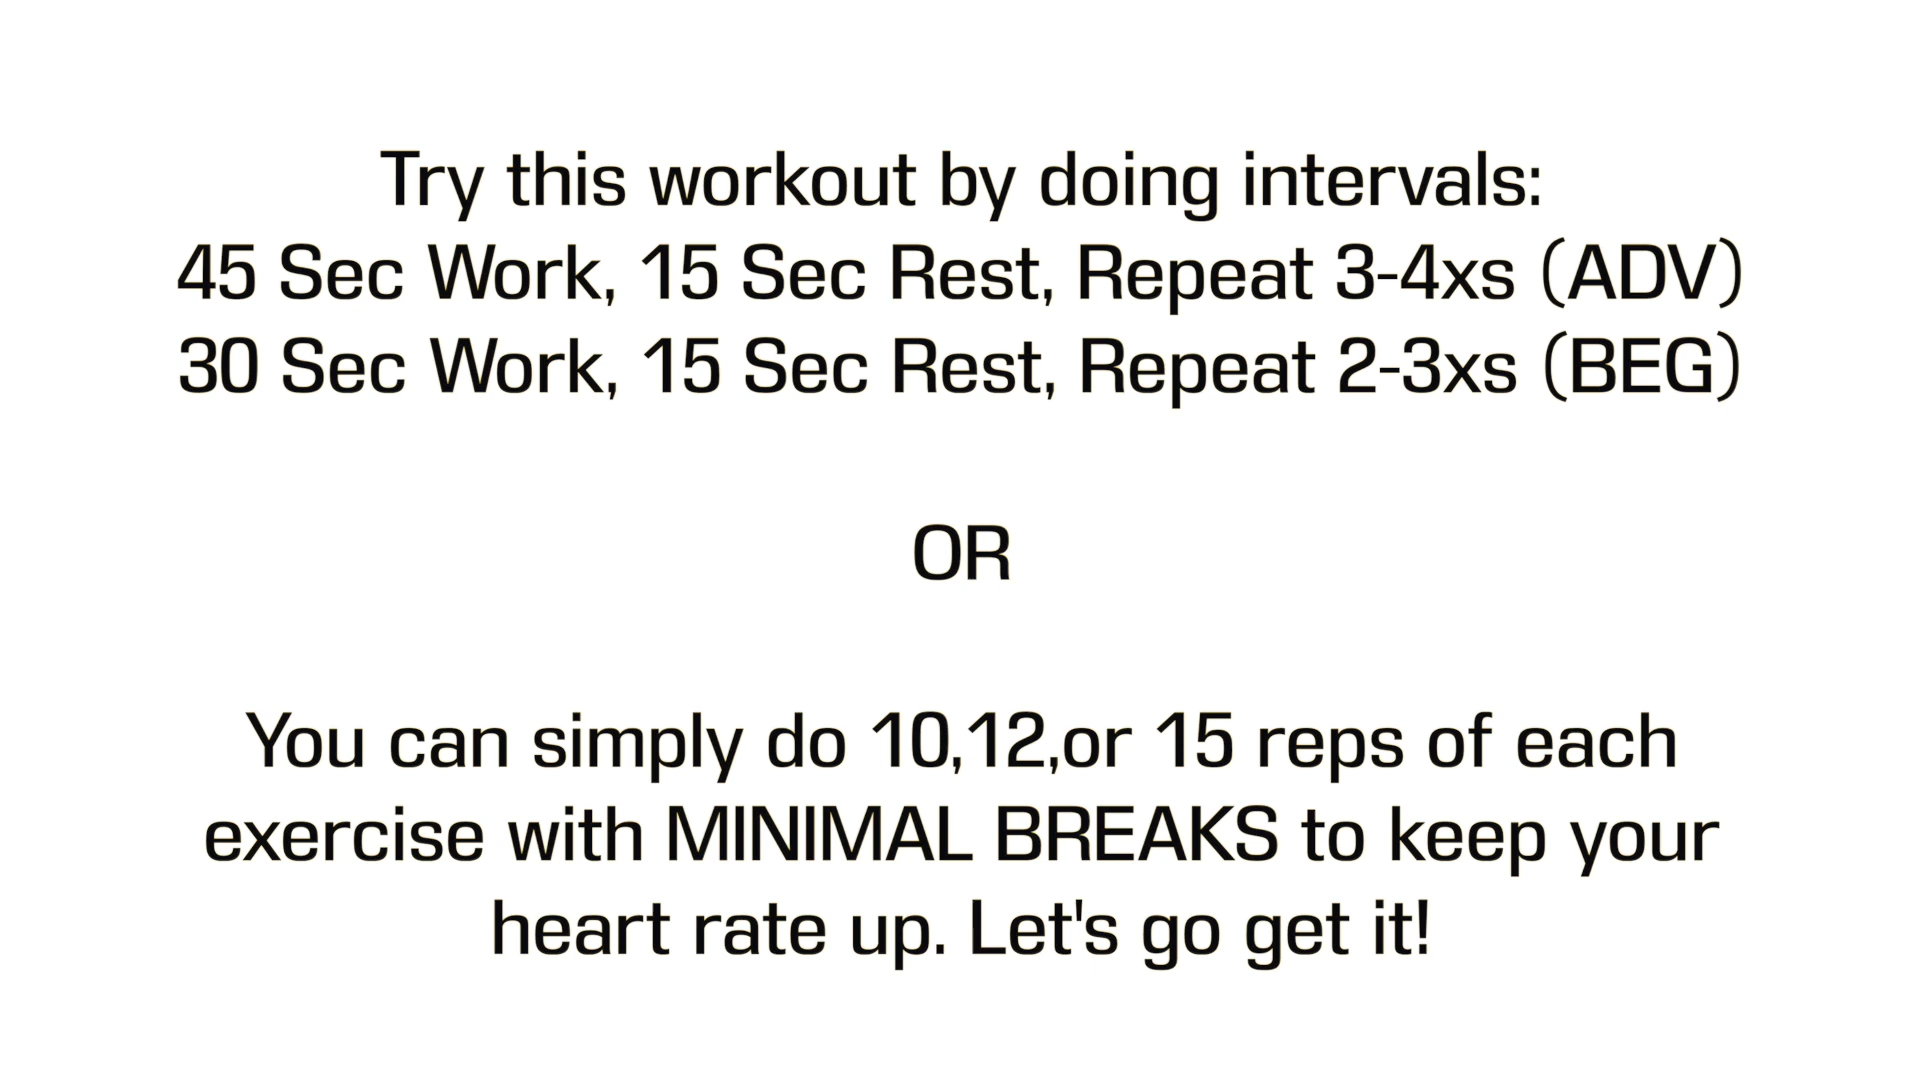 Try this workout by doing intervals:
45 Sec Work, 15 Sec Rest, Repeat 3-4xs (ADV)
30 Sec Work, 15 Sec Rest, Repeat 2-3xs (BEG)
OR
You can simply do 10,12,or 15 reps of each
exercise with MINIMAL BREAKS to keep your
heart rate up. Let's go get it!